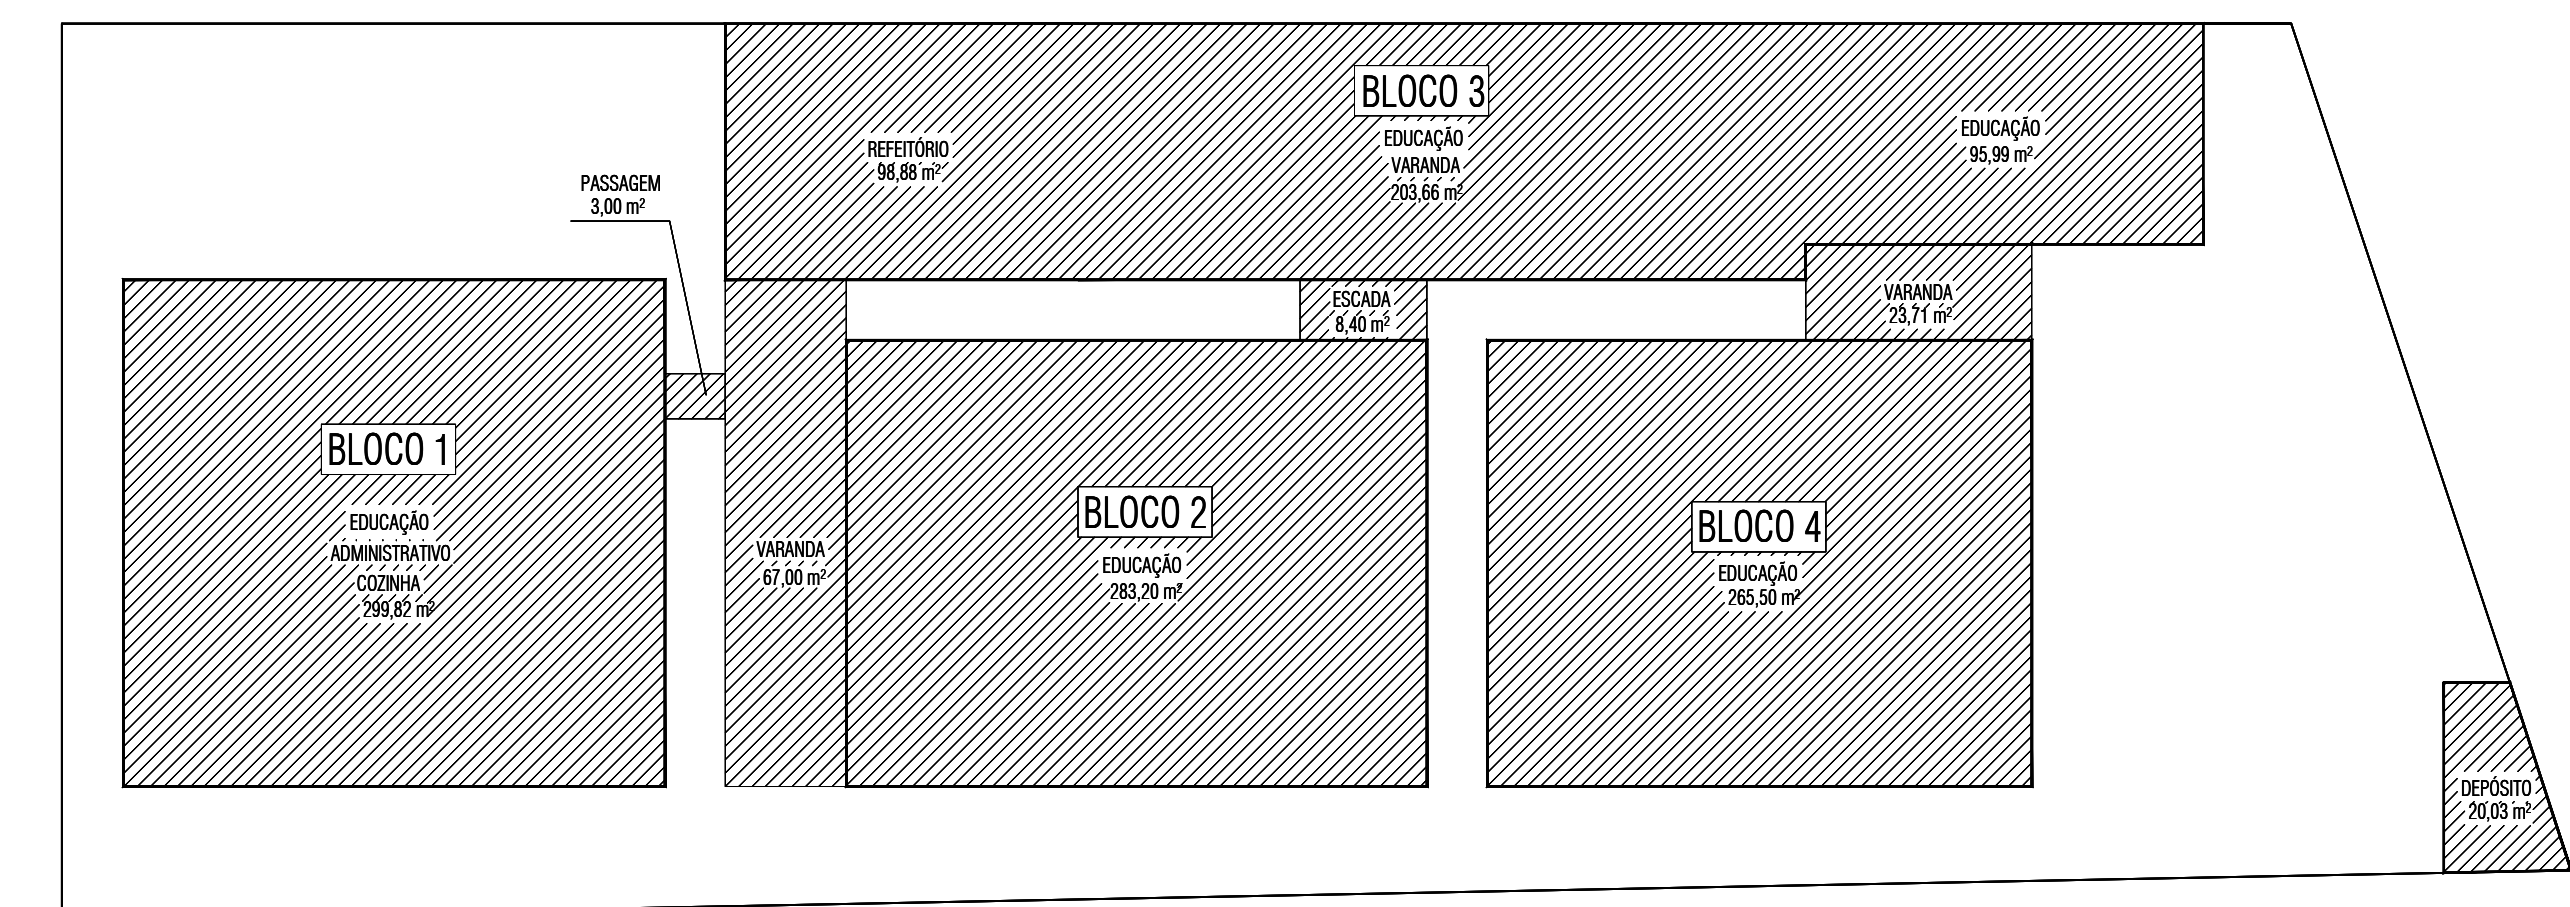 BLOCO 3
EDUCAÇÃO
VARANDA
203,66 m²
REFEITÓRIO
98,88 m²
EDUCAÇÃO
95,99 m²
PASSAGEM
3,00 m²
ESCADA
8,40 m²
VARANDA
23,71 m²
BLOCO 1
EDUCAÇÃO
ADMINISTRATIVO
COZINHA
299,82 m²
VARANDA
67,00 m²
BLOCO 2
EDUCAÇÃO
283,20 m²
BLOCO 4
EDUCAÇÃO
265,50 m²
DEPÓSITO
20,03 m²